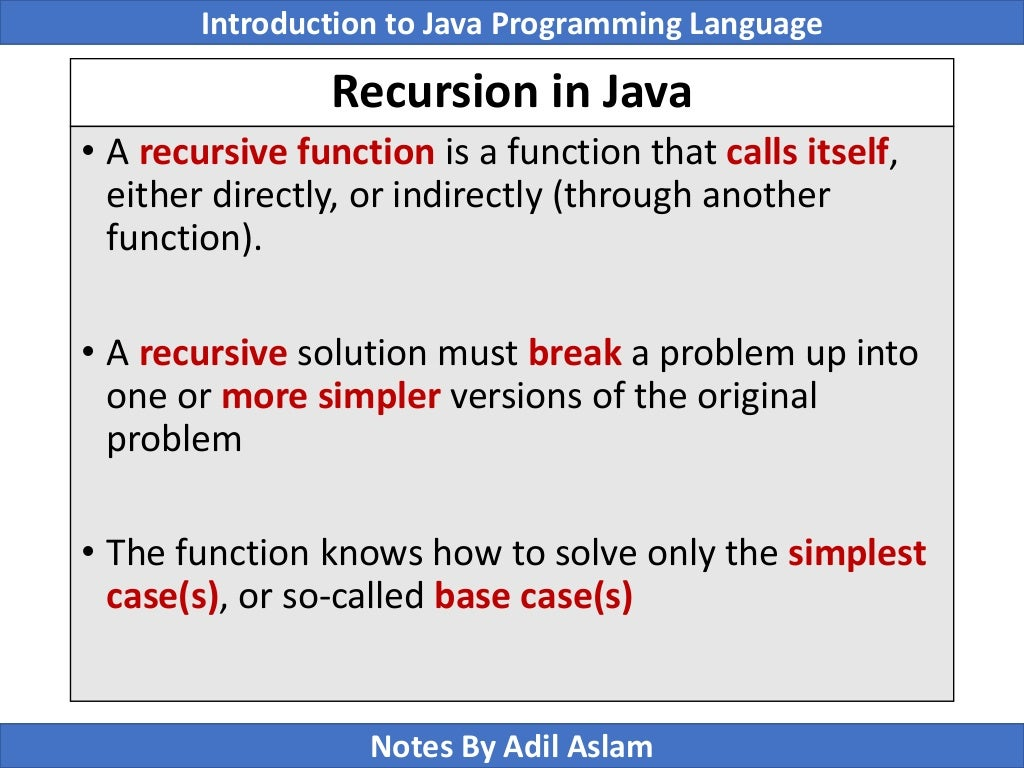 Introduction to Java Programming Language
Recursion in Java
• A recursive function is a function that calls itself,
either directly, or indirectly (through another
function).
• A recursive solution must break a problem up into
one or more simpler versions of the original
problem
• The function knows how to solve only the simplest
case(s), or so-called base case(s)
Notes By Adil Aslam